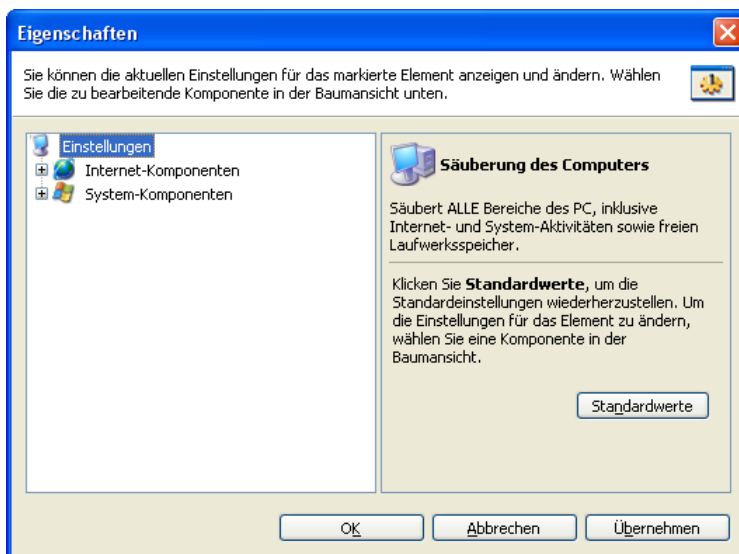 Eigenschaften
Sie können die aktuellen Einstellungen für das markierte Element anzeigen und ändern. Wählen
Sie die zu bearbeitende Komponente in der Baumansicht unten.
Einstellungen
Internet-Komponenten
System-Komponenten
Säuberung des Computers
Säubert ALLE Bereiche des PC, inklusive
Internet- und System-Aktivitäten sowie freien
Laufwerksspeicher.
Klicken Sie Standardwerte, um die
Standardeinstellungen wiederherzustellen. Um
die Einstellungen für das Element zu ändern,
wählen Sie eine Komponente in der
Baumansicht.
Standardwerte
OK
Abbrechen
Übernehmen